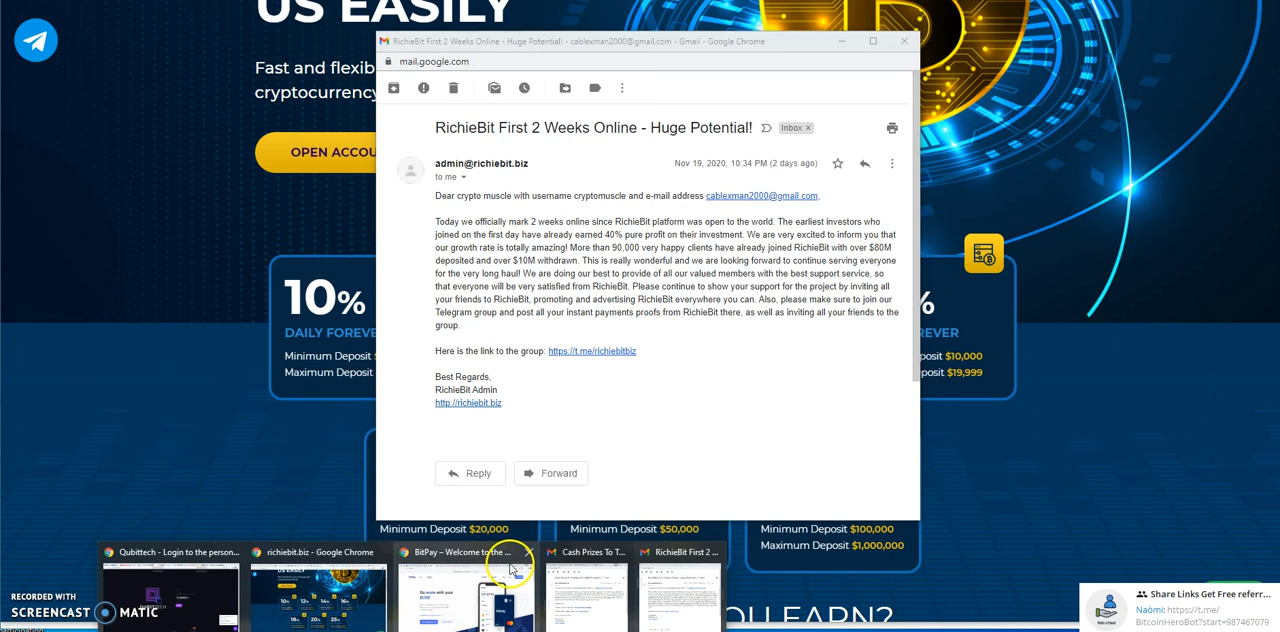 US EASILY
Fast and flexib
cryptocurrency
OPEN ACCOU
RichieBit First 2 Weeks Online - Huge Potential! - cablexman2000@gmail.com - Gmail - Google Chrome
mail.google.com
RichieBit First 2 Weeks Online - Huge Potential!
Inbox ×
admin@richiebit.biz
Nov 19, 2020, 10:34 PM (2 days ago)
to me
Dear crypto muscle with username cryptomuscle and e-mail address cablexman2000@gmail.com,
Today we officially mark 2 weeks online since RichieBit platform was open to the world. The earliest investors who
joined on the first day have already earned 40% pure profit on their investment. We are very excited to inform you that
our growth rate is totally amazing! More than 90,000 very happy clients have already joined RichieBit with over $80M
deposited and over $10M withdrawn. This is really wonderful and we are looking forward to continue serving everyone
for the very long haul! We are doing our best to provide of all our valued members with the best support service, so
that everyone will be very satisfied from RichieBit. Please continue to show your support for the project by inviting all
your friends to RichieBit, promoting and advertising RichieBit everywhere you can. Also, please make sure to join our
Telegram group and post all your instant payments proofs from RichieBit there, as well as inviting all your friends to the
group.
Here is the link to the group: https://t.me/richiebitbiz
Best Regards,
RichieBit Admin
http://richiebit.biz
Reply
Forward
10%
DAILY FOREVE
Minimum Deposit $
Maximum Deposit
%
EVER
posit $10,000
posit $19,999
Minimum Deposit $20,000
Minimum Deposit $50,000
Minimum Deposit $100,000
Maximum Deposit $1,000,000
Qubittech - Login to the person...
richiebit.biz - Google Chrome
BitPay – Welcome to the ...
Cash Prizes To T...
RichieBit First 2 ...
YOU EARN?
RECORDED WITH
SCREENCAST MATIC
Share Links Get Free referr...
Naomi: https://t.me/
BitcoinHeroBot?start=987467079